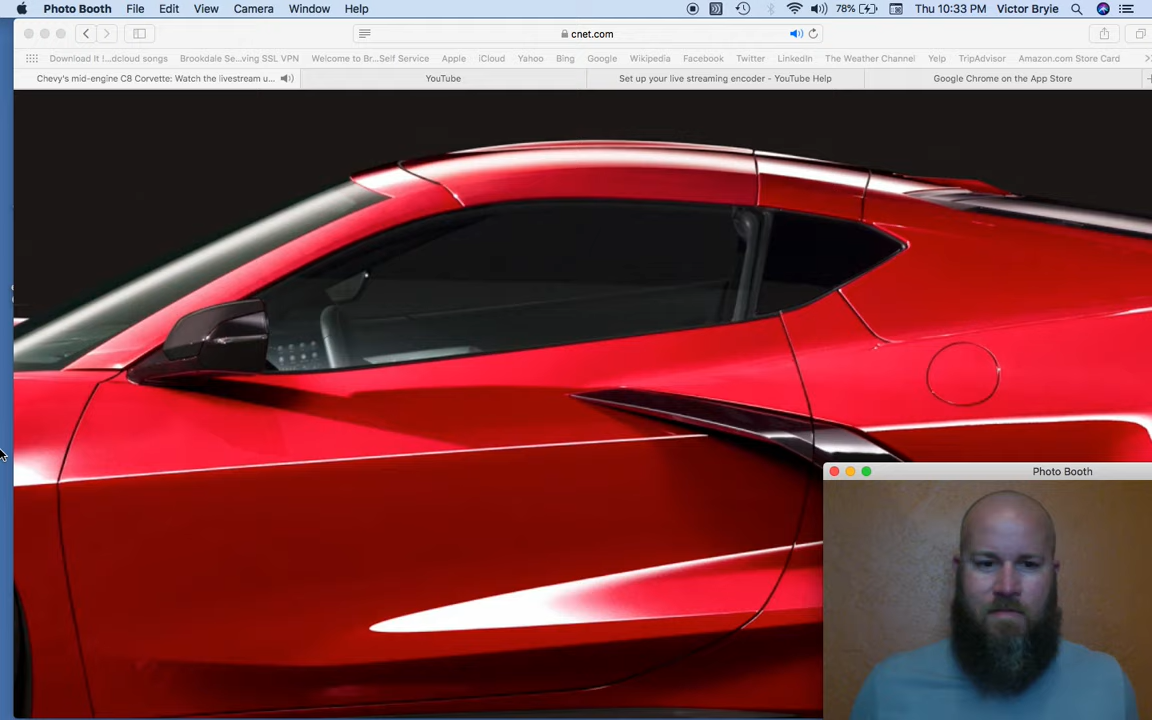 Photo Booth File Edit View Camera Window Help 78% Thu 10:33 PM Victor Bryie
cnet.com
Download It !...dcloud songs Brookdale Se...ving SSL VPN Welcome to Br...Self Service Apple iCloud Yahoo Bing Google Wikipedia Facebook Twitter LinkedIn The Weather Channel Yelp TripAdvisor Amazon.com Store Card
Chevy's mid-engine C8 Corvette: Watch the livestream u... YouTube Set up your live streaming encoder - YouTube Help Google Chrome on the App Store
Photo Booth